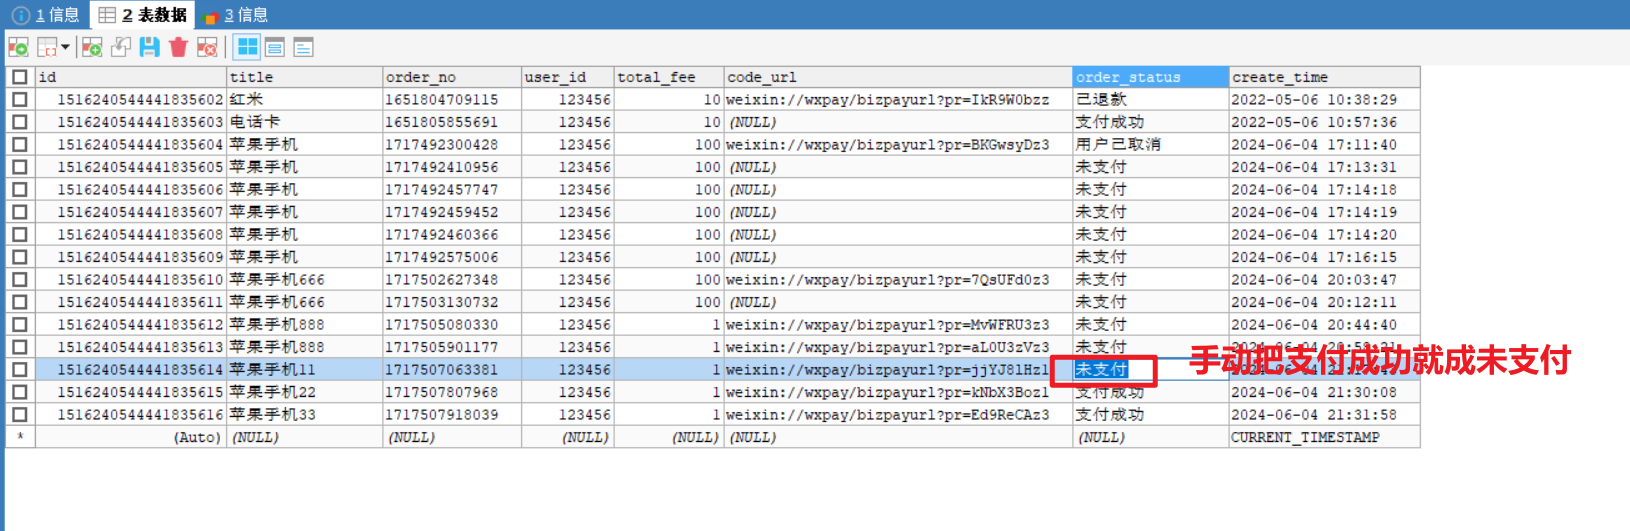 1 信息 2 表数据 3 信息
id title order_no user_id total_fee code_url order_status create_time
1516240544441835602 红米 1651804709115 123456 10 weixin://wxpay/bizpayurl?pr=IkR9W0bzz 已退款 2022-05-06 10:38:29
1516240544441835603 电话卡 1651805855691 123456 10 (NULL) 支付成功 2022-05-06 10:57:36
1516240544441835604 苹果手机 1717492300428 123456 100 weixin://wxpay/bizpayurl?pr=BKGwsyDz3 用户已取消 2024-06-04 17:11:40
1516240544441835605 苹果手机 1717492410956 123456 100 (NULL) 未支付 2024-06-04 17:13:31
1516240544441835606 苹果手机 1717492457747 123456 100 (NULL) 未支付 2024-06-04 17:14:18
1516240544441835607 苹果手机 1717492459452 123456 100 (NULL) 未支付 2024-06-04 17:14:19
1516240544441835608 苹果手机 1717492460366 123456 100 (NULL) 未支付 2024-06-04 17:14:20
1516240544441835609 苹果手机 1717492575006 123456 100 (NULL) 未支付 2024-06-04 17:16:15
1516240544441835610 苹果手机666 1717502627348 123456 100 weixin://wxpay/bizpayurl?pr=7QsUFd0z3 未支付 2024-06-04 20:03:47
1516240544441835611 苹果手机666 1717503130732 123456 100 (NULL) 未支付 2024-06-04 20:12:11
1516240544441835612 苹果手机888 1717505080330 123456 1 weixin://wxpay/bizpayurl?pr=MvWFRU3z3 未支付 2024-06-04 20:44:40
1516240544441835613 苹果手机888 1717505901177 123456 1 weixin://wxpay/bizpayurl?pr=aL0U3zVz3 未支付
1516240544441835614 苹果手机11 1717507063381 123456 1 weixin://wxpay/bizpayurl?pr=jjYJ8lHz1 未支付 手动把支付成功就成未支付
1516240544441835615 苹果手机22 1717507807968 123456 1 weixin://wxpay/bizpayurl?pr=kNbX3Boz1 支付成功 2024-06-04 21:30:08
1516240544441835616 苹果手机33 1717507918039 123456 1 weixin://wxpay/bizpayurl?pr=Ed9ReCAz3 支付成功 2024-06-04 21:31:58
* (Auto) (NULL) (NULL) (NULL) (NULL) (NULL) (NULL) CURRENT_TIMESTAMP